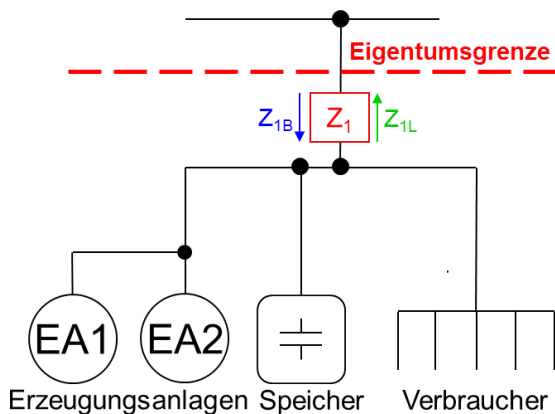 Eigentumsgrenze
Z1B Z1 Z1L
EA1 EA2
Erzeugungsanlagen Speicher Verbraucher